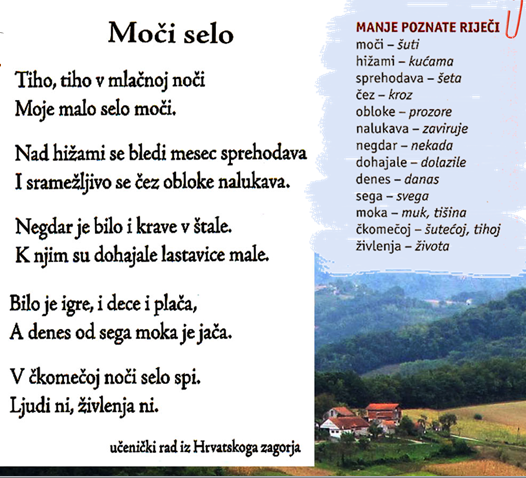 Moči selo
Tiho, tiho v mlačnoj noči
Moje malo selo moči.
Nad hižami se bledi mesec sprehodava
I sramežljivo se čez obloke nalukava.
Negdar je bilo i krave v štale.
K njim su dohajale lastavice male.
Bilo je igre, i dece i plača,
A denes od sega moka je jača.
V čkomečoj noči selo spi.
Ljudi ni, živlenja ni.
učenički rad iz Hrvatskoga zagorja
MANJE POZNATE RIJEČI
moči – šuti
hižami – kućama
sprehodava – šeta
čez – kroz
obloke – prozore
nalukava – zaviruje
negdar – nekada
dohajale – dolazile
denes – danas
sega – svega
moka – muk, tišina
čkomečoj – šutećoj, tihoj
živlenja – života